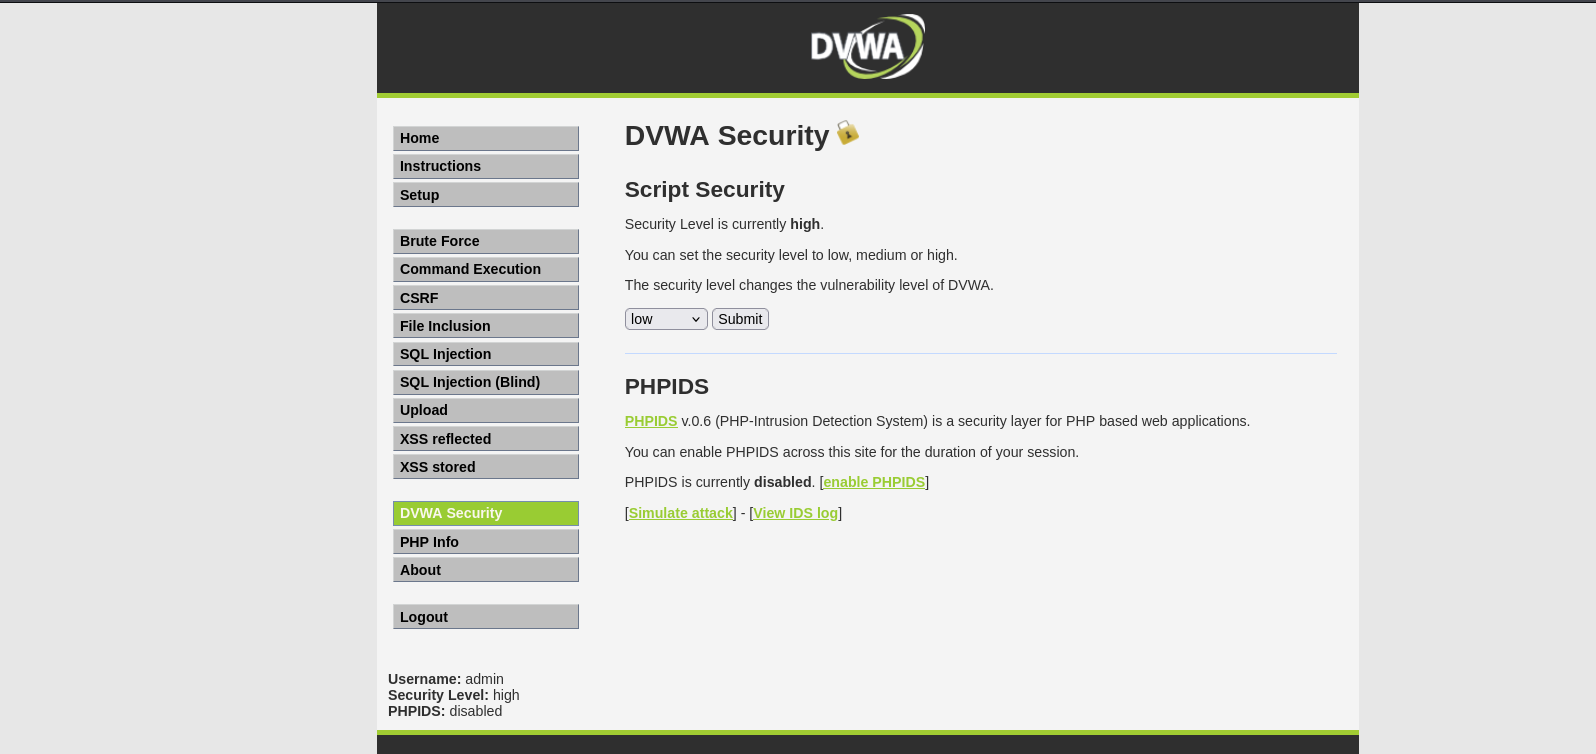 DVWA
Home
Instructions
Setup
Brute Force
Command Execution
CSRF
File Inclusion
SQL Injection
SQL Injection (Blind)
Upload
XSS reflected
XSS stored
DVWA Security
PHP Info
About
Logout
DVWA Security
Script Security
Security Level is currently high.
You can set the security level to low, medium or high.
The security level changes the vulnerability level of DVWA.
low Submit
PHPIDS
PHPIDS v.0.6 (PHP-Intrusion Detection System) is a security layer for PHP based web applications.
You can enable PHPIDS across this site for the duration of your session.
PHPIDS is currently disabled. [enable PHPIDS]
[Simulate attack] - [View IDS log]
Username: admin
Security Level: high
PHPIDS: disabled